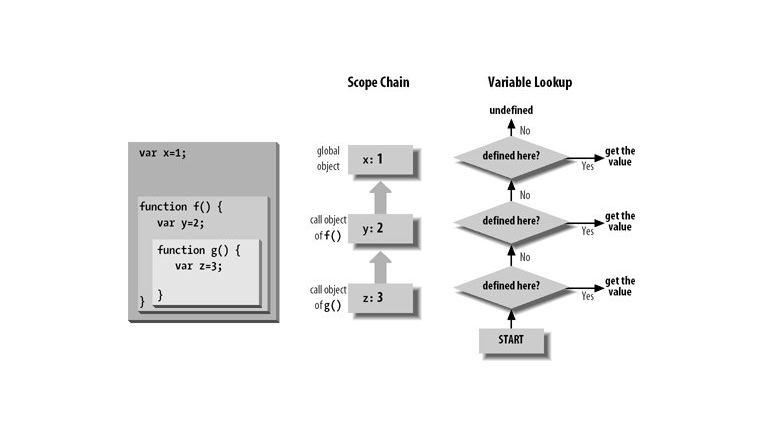 Scope Chain
Variable Lookup
var x=1;
function f() {
var y=2;
function g() {
var z=3;
}
}
global
object
x: 1
call object
of f()
y: 2
call object
of g()
z: 3
undefined
No
defined here?
Yes
get the
value
No
defined here?
Yes
get the
value
No
defined here?
Yes
get the
value
START